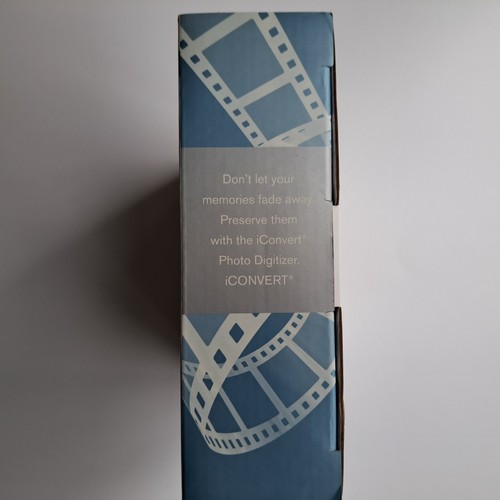 Don't let your
memories fade away.
Preserve them
with the iConvert®
Photo Digitizer.
iCONVERT®